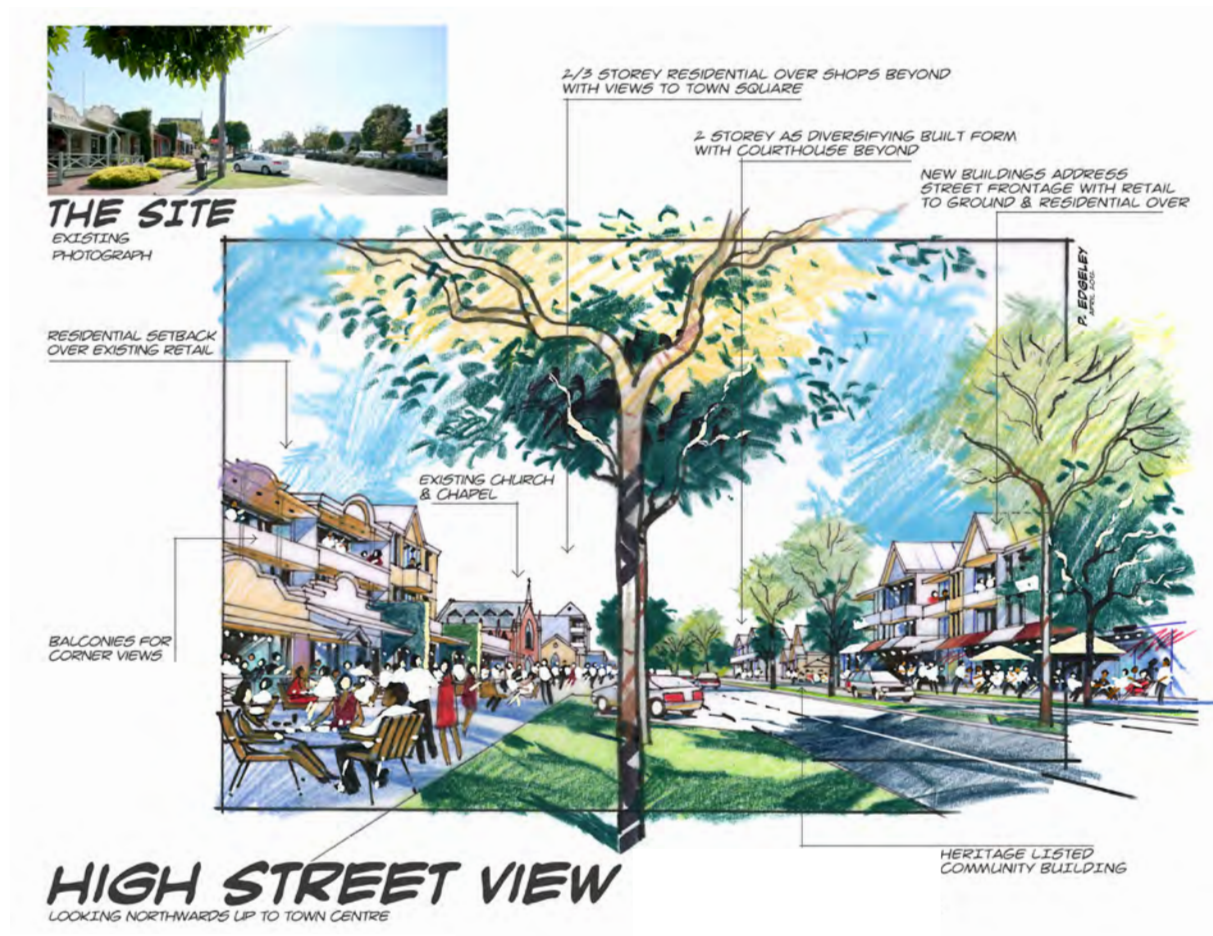 2/3 STOREY RESIDENTIAL OVER SHOPS BEYOND
WITH VIEWS TO TOWN SQUARE
2 STOREY AS DIVERSIFYING BUILT FORM
WITH COURTHOUSE BEYOND
NEW BUILDINGS ADDRESS
STREET FRONTAGE WITH RETAIL
TO GROUND & RESIDENTIAL OVER
THE SITE
EXISTING
PHOTOGRAPH
P. EDGELEY
APRIL 2012
RESIDENTIAL SETBACK
OVER EXISTING RETAIL
EXISTING CHURCH
& CHAPEL
BALCONIES FOR
CORNER VIEWS
HERITAGE LISTED
COMMUNITY BUILDING
HIGH STREET VIEW
LOOKING NORTHWARDS UP TO TOWN CENTRE